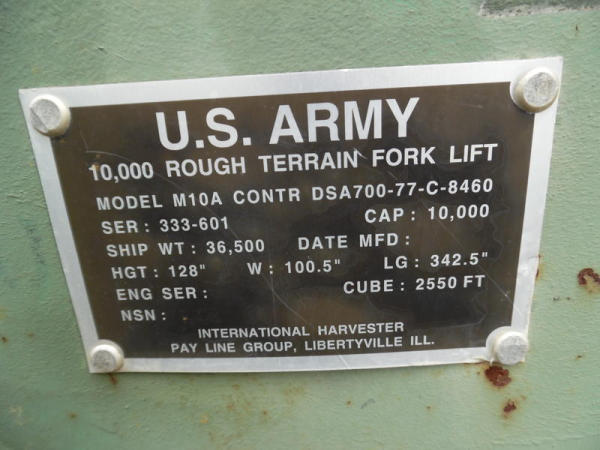 U.S. ARMY
10,000 ROUGH TERRAIN FORK LIFT
MODEL M10A CONTR DSA700-77-C-8460
SER: 333-601 CAP: 10,000
SHIP WT: 36,500 DATE MFD:
HGT: 128" W: 100.5" LG: 342.5"
ENG SER: CUBE: 2550 FT
NSN:
INTERNATIONAL HARVESTER
PAY LINE GROUP, LIBERTYVILLE ILL.